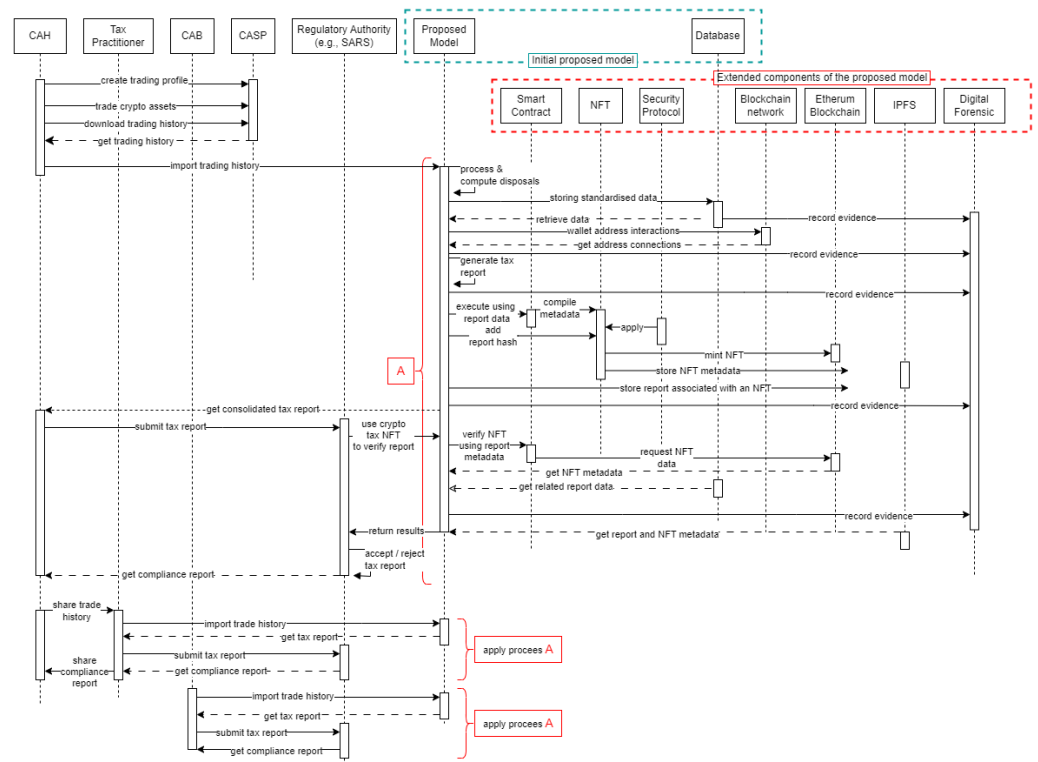 CAH
Tax
Practitioner
CAB
CASP
Regulatory Authority
(e.g., SARS)
Proposed
Model
Database
Initial proposed model
Extended components of the proposed model
Smart
Contract
NFT
Security
Protocol
Blockchain
network
Etherum
Blockchain
IPFS
Digital
Forensic
create trading profile
trade crypto assets
download trading history
get trading history
import trading history
process &
compute disposals
storing standardised data
retrieve data
record evidence
wallet address interactions
get address connections
record evidence
generate tax
report
record evidence
execute using
report data
compile
metadata
add
report hash
apply
mint NFT
store NFT metadata
A
store report associated with an NFT
get consolidated tax report
record evidence
submit tax report
use crypto
tax NFT
to verify report
verify NFT
using report
metadata
request NFT
data
get NFT metadata
get related report data
record evidence
return results
get report and NFT metadata
accept / reject
tax report
get compliance report
share trade
history
import trade history
get tax report
submit tax report
apply procees A
share
compliance
report
get compliance report
import trade history
get tax report
apply procees A
submit tax report
get compliance report